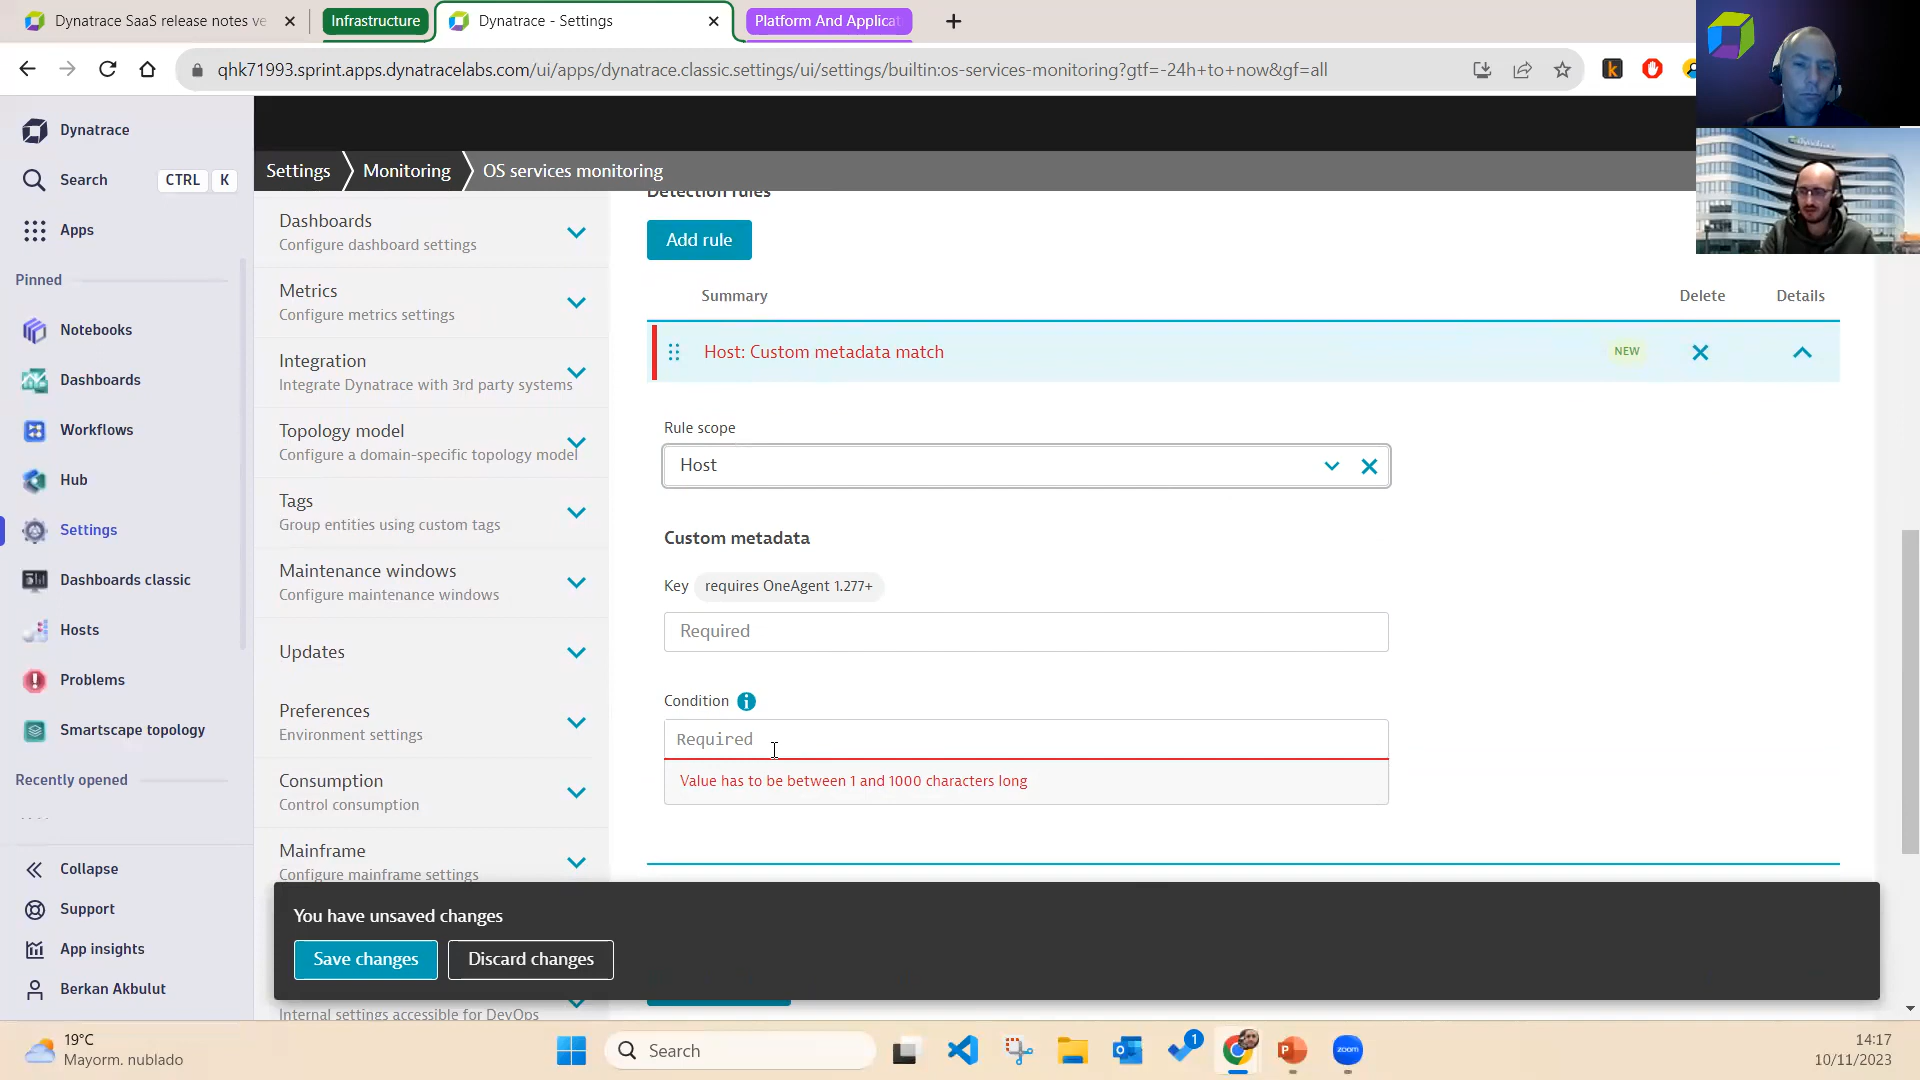 Dynatrace SaaS release notes ve
Infrastructure
Dynatrace - Settings
Platform And Applicat
qhk71993.sprint.apps.dynatracelabs.com/ui/apps/dynatrace.classic.settings/ui/settings/builtin:os-services-monitoring?gtf=-24h+to+now&gf=all
Dynatrace
Search
CTRL
K
Apps
Pinned
Notebooks
Dashboards
Workflows
Hub
Settings
Dashboards classic
Hosts
Problems
Smartscape topology
Recently opened
Collapse
Support
App insights
Berkan Akbulut
Settings
Monitoring
OS services monitoring
Dashboards
Configure dashboard settings
Metrics
Configure metrics settings
Integration
Integrate Dynatrace with 3rd party systems
Topology model
Configure a domain-specific topology model
Tags
Group entities using custom tags
Maintenance windows
Configure maintenance windows
Updates
Preferences
Environment settings
Consumption
Control consumption
Mainframe
Configure mainframe settings
Internal settings accessible for DevOps
Detection rules
Add rule
Summary
Delete
Details
Host: Custom metadata match
NEW
Rule scope
Host
Custom metadata
Key
requires OneAgent 1.277+
Required
Condition
Required
Value has to be between 1 and 1000 characters long
You have unsaved changes
Save changes
Discard changes
19°C
Mayorm. nublado
Search
1
zoom
14:17
10/11/2023